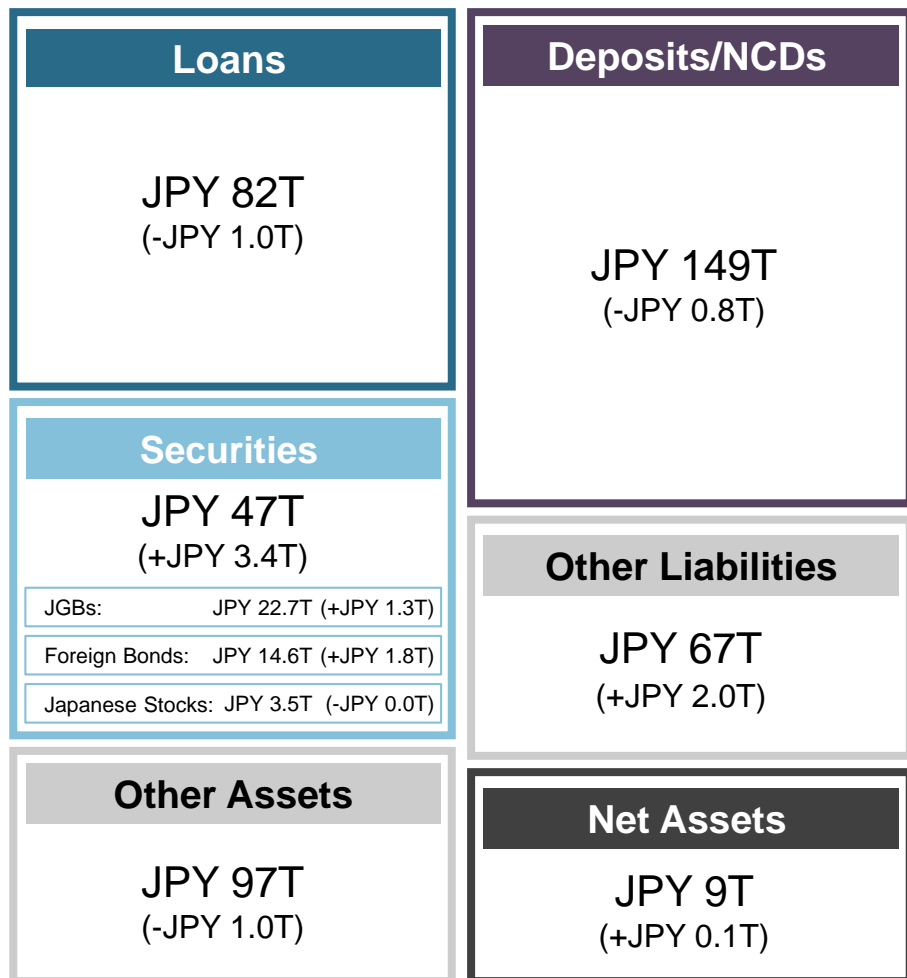 Loans
JPY 82T
(-JPY 1.0T)
Securities
JPY 47T
(+JPY 3.4T)
JGBs: JPY 22.7T (+JPY 1.3T)
Foreign Bonds: JPY 14.6T (+JPY 1.8T)
Japanese Stocks: JPY 3.5T (-JPY 0.0T)
Other Assets
JPY 97T
(-JPY 1.0T)
Deposits/NCDs
JPY 149T
(-JPY 0.8T)
Other Liabilities
JPY 67T
(+JPY 2.0T)
Net Assets
JPY 9T
(+JPY 0.1T)